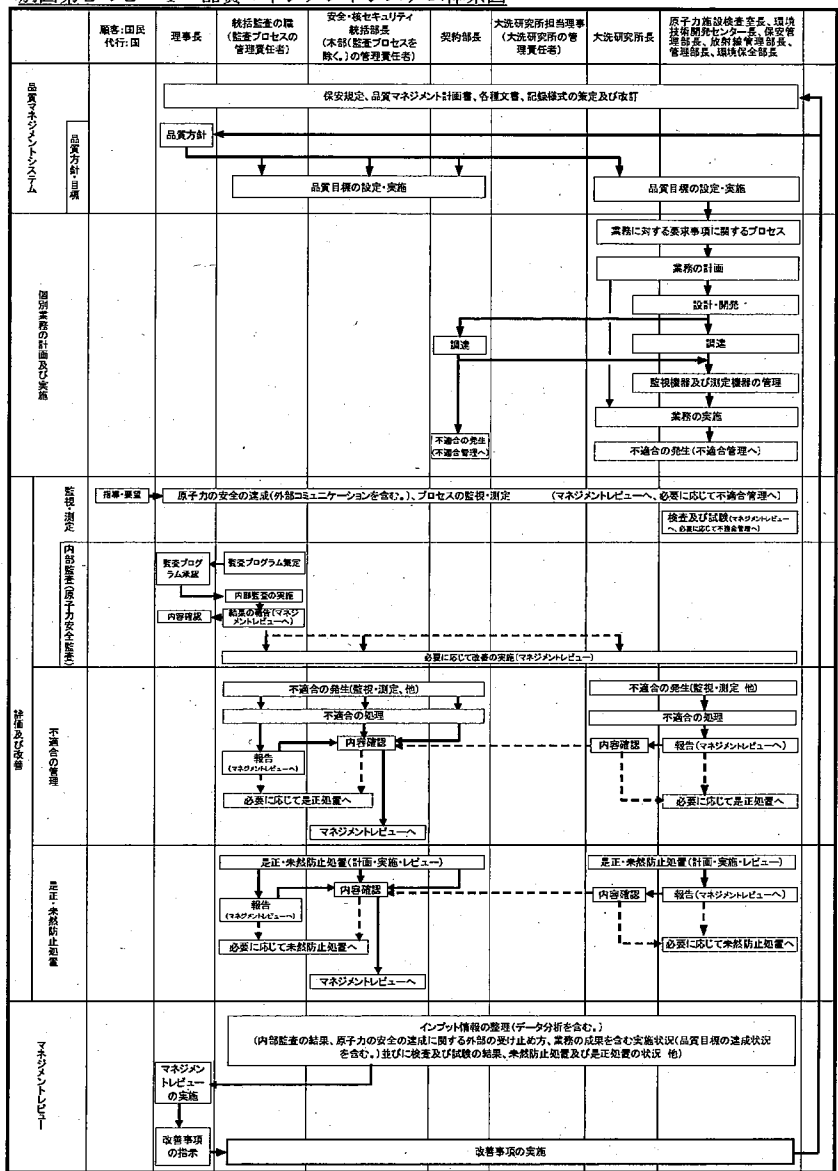 顧客:国民
代行:国
理事長
統括監査の職
(監査プロセスの
管理責任者)
安全・核セキュリティ
統括部長
(本部(監査プロセスを
除く。)の管理責任者)
契約部長
大洗研究所担当理事
(大洗研究所の管
理責任者)
大洗研究所長
原子力施設検査室長、環境
技術開発センター長、保安管
理部長、放射線管理部長、
管理部長、環境保全部長
品質マネジメントシステム
品質方針・目標
保安規定、品質マネジメント計画書、各種文書、記録様式の策定及び改訂
品質方針
品質目標の設定・実施
品質目標の設定・実施
個別業務の計画及び実施
業務に対する要求事項に関するプロセス
業務の計画
設計・開発
調達
調達
監視機器及び測定機器の管理
業務の実施
不適合の発生
(不適合管理へ)
不適合の発生(不適合管理へ)
評価及び改善
監視・測定
指導・要望
原子力の安全の達成(外部コミュニケーションを含む。)、プロセスの監視・測定 (マネジメントレビューへ、必要に応じて不適合管理へ)
検査及び試験(マネジメントレビュー
へ、必要に応じて不適合管理へ)
内部監査(原子力安全監査)
監査プログ
ラム承認
監査プログラム策定
内部監査の実施
内容確認
結果の報告(マネジ
メントレビューへ)
必要に応じて改善の実施(マネジメントレビュー)
不適合の管理
不適合の発生(監視・測定、他)
不適合の発生(監視・測定 他)
不適合の処理
不適合の処理
内容確認
報告
(マネジメントレビューへ)
内容確認
報告(マネジメントレビューへ)
必要に応じて是正処置へ
必要に応じて是正処置へ
マネジメントレビューへ
是正・未然防止処置
是正・未然防止処置(計画・実施・レビュー)
是正・未然防止処置(計画・実施・レビュー)
内容確認
報告
(マネジメントレビューへ)
内容確認
報告(マネジメントレビューへ)
必要に応じて未然防止処置へ
必要に応じて未然防止処置へ
マネジメントレビューへ
マネジメントレビュー
インプット情報の整理(データ分析を含む。)
(内部監査の結果、原子力の安全の達成に関する外部の受け止め方、業務の成果を含む実施状況(品質目標の達成状況
を含む。)並びに検査及び試験の結果、未然防止処置及び是正処置の状況 他)
マネジメン
トレビュー
の実施
改善事項
の指示
改善事項の実施